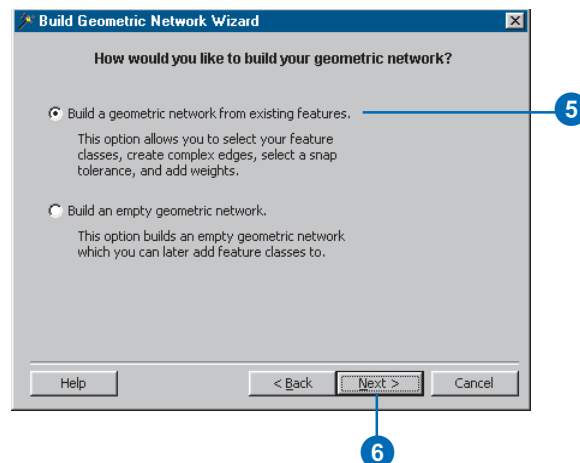 Build Geometric Network Wizard
How would you like to build your geometric network?
Build a geometric network from existing features.
5
This option allows you to select your feature
classes, create complex edges, select a snap
tolerance, and add weights.
Build an empty geometric network.
This option builds an empty geometric network
which you can later add feature classes to.
Help
< Back
Next >
Cancel
6